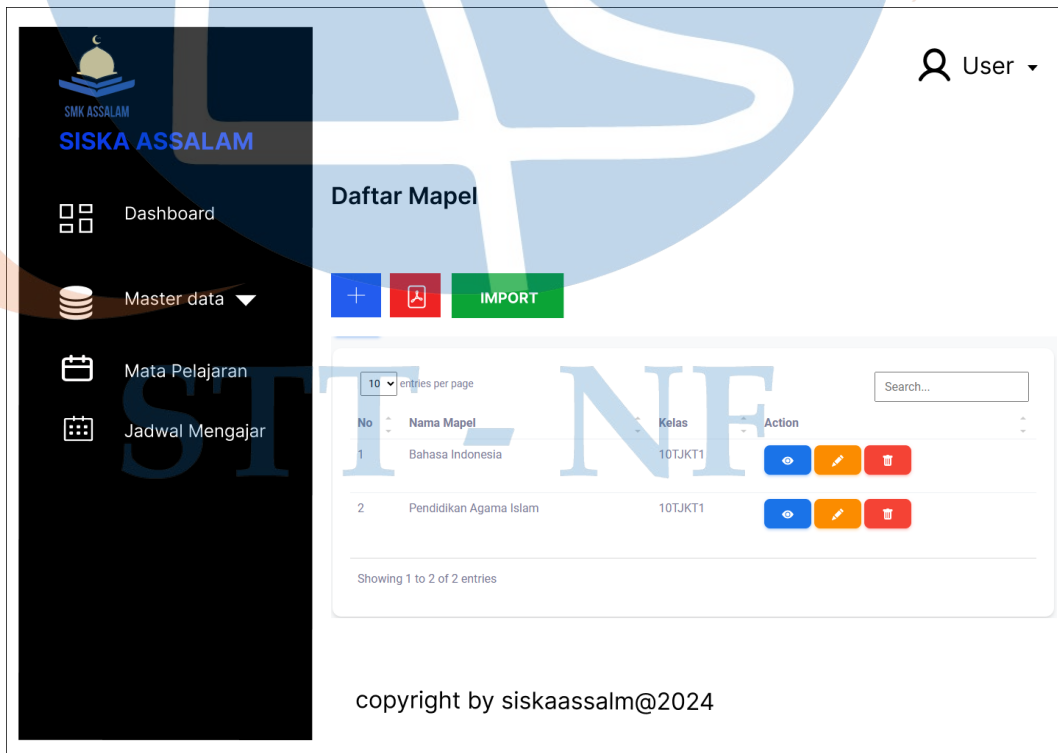 SMK ASSALAM
SISKA ASSALAM
User
Dashboard
Master data
Mata Pelajaran
Jadwal Mengajar
Daftar Mapel
IMPORT
10 entries per page
Search...
No Nama Mapel Kelas Action
1 Bahasa Indonesia 10TJKT1
2 Pendidikan Agama Islam 10TJKT1
Showing 1 to 2 of 2 entries
copyright by siskaassalm@2024
STT - NF